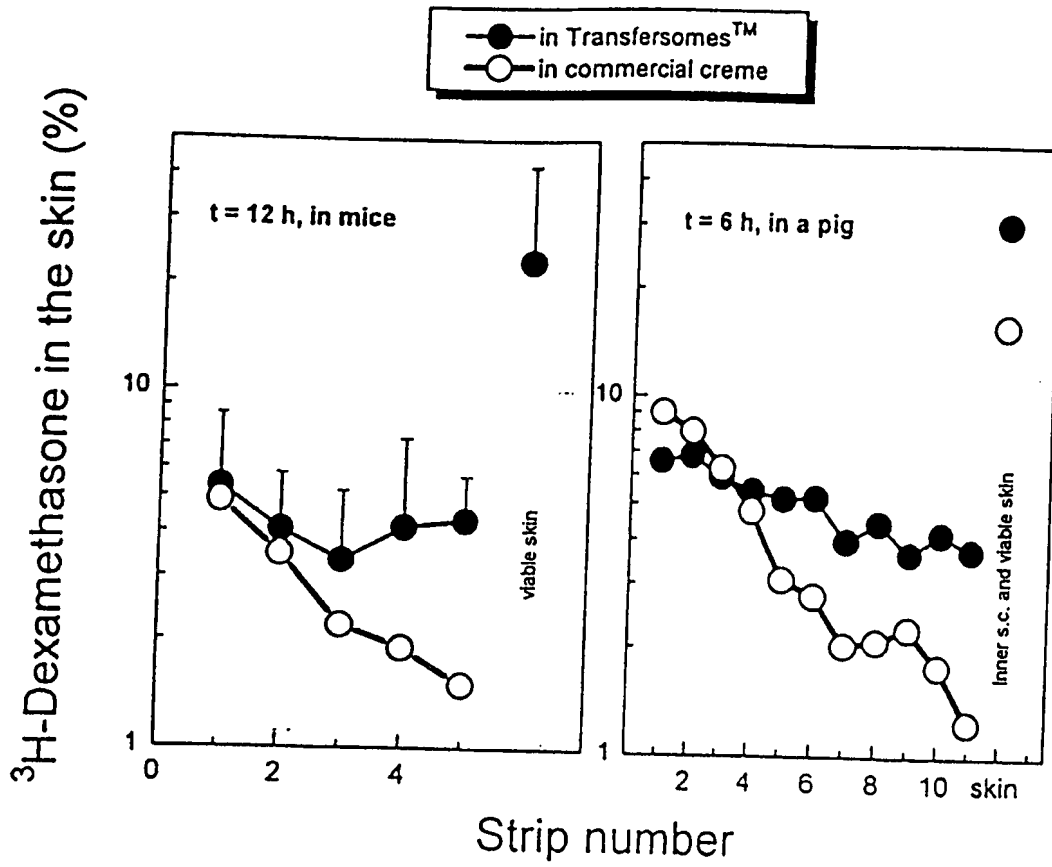 in Transfersomes™
in commercial creme
³H-Dexamethasone in the skin (%)
t = 12 h, in mice
10
1
0 2 4
viable skin
t = 6 h, in a pig
10
1
2 4 6 8 10 skin
Inner s.c. and viable skin
Strip number